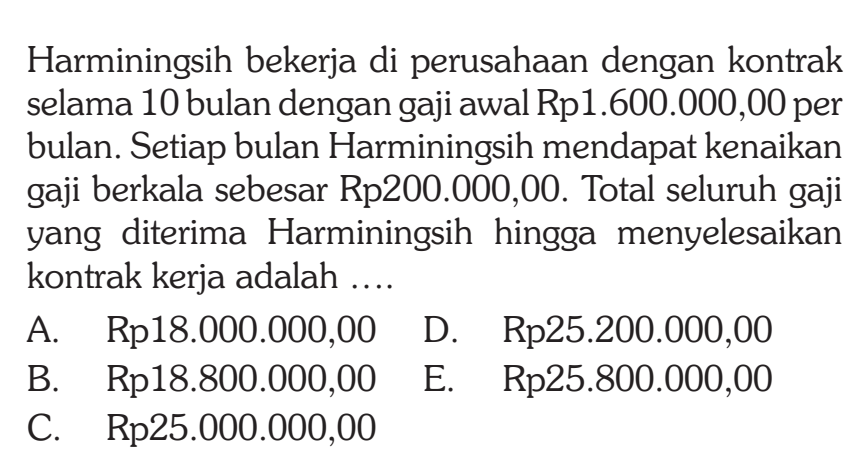 Harminingsih bekerja di perusahaan dengan kontrak
selama 10 bulan dengan gaji awal Rp1.600.000,00 per
bulan. Setiap bulan Harminingsih mendapat kenaikan
gaji berkala sebesar Rp200.000,00. Total seluruh gaji
yang diterima Harminingsih hingga menyelesaikan
kontrak kerja adalah ....
A. Rp18.000.000,00 D. Rp25.200.000,00
B. Rp18.800.000,00 E. Rp25.800.000,00
C. Rp25.000.000,00